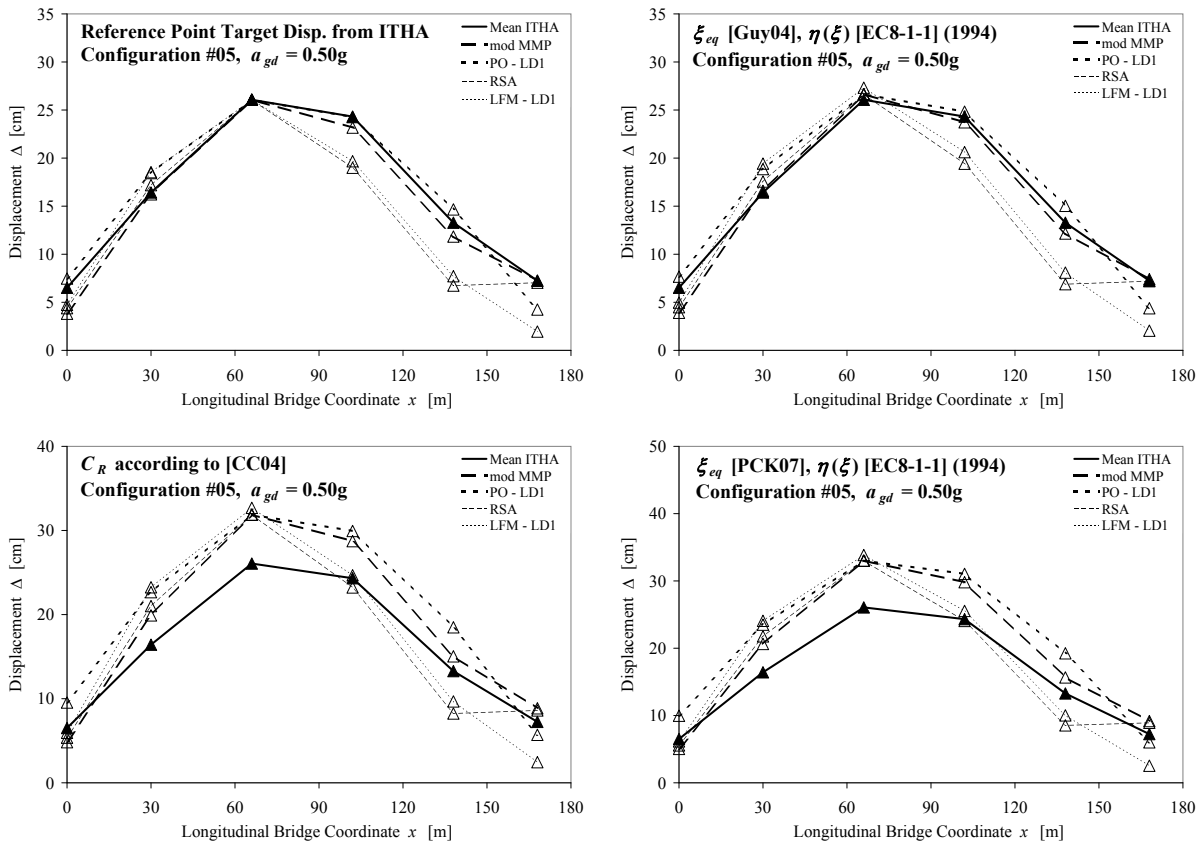 Reference Point Target Disp. from ITHA
Configuration #05, a gd = 0.50g
Mean ITHA
mod MMP
PO - LD1
RSA
LFM - LD1
Displacement Δ [cm]
35
30
25
20
15
10
5
0
0 30 60 90 120 150 180
Longitudinal Bridge Coordinate x [m]
ξ eq [Guy04], η(ξ) [EC8-1-1] (1994)
Configuration #05, a gd = 0.50g
Mean ITHA
mod MMP
PO - LD1
RSA
LFM - LD1
Displacement Δ [cm]
35
30
25
20
15
10
5
0
0 30 60 90 120 150 180
Longitudinal Bridge Coordinate x [m]
C R according to [CC04]
Configuration #05, a gd = 0.50g
Mean ITHA
mod MMP
PO - LD1
RSA
LFM - LD1
Displacement Δ [cm]
40
30
20
10
0
0 30 60 90 120 150 180
Longitudinal Bridge Coordinate x [m]
ξ eq [PCK07], η(ξ) [EC8-1-1] (1994)
Configuration #05, a gd = 0.50g
Mean ITHA
mod MMP
PO - LD1
RSA
LFM - LD1
Displacement Δ [cm]
50
40
30
20
10
0
0 30 60 90 120 150 180
Longitudinal Bridge Coordinate x [m]